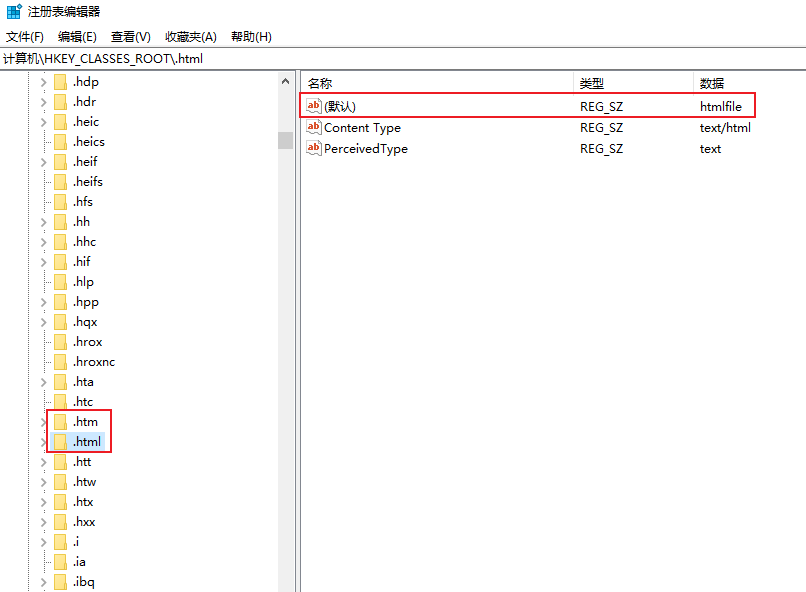 注册表编辑器
文件(F) 编辑(E) 查看(V) 收藏夹(A) 帮助(H)
计算机\HKEY_CLASSES_ROOT\.html
.hdp
.hdr
.heic
.heics
.heif
.heifs
.hfs
.hh
.hhc
.hif
.hlp
.hpp
.hqx
.hrox
.hroxnc
.hta
.htc
.htm
.html
.htt
.htw
.htx
.hxx
.i
.ia
.ibq
名称 类型 数据
ab (默认) REG_SZ htmlfile
ab Content Type REG_SZ text/html
ab PerceivedType REG_SZ text